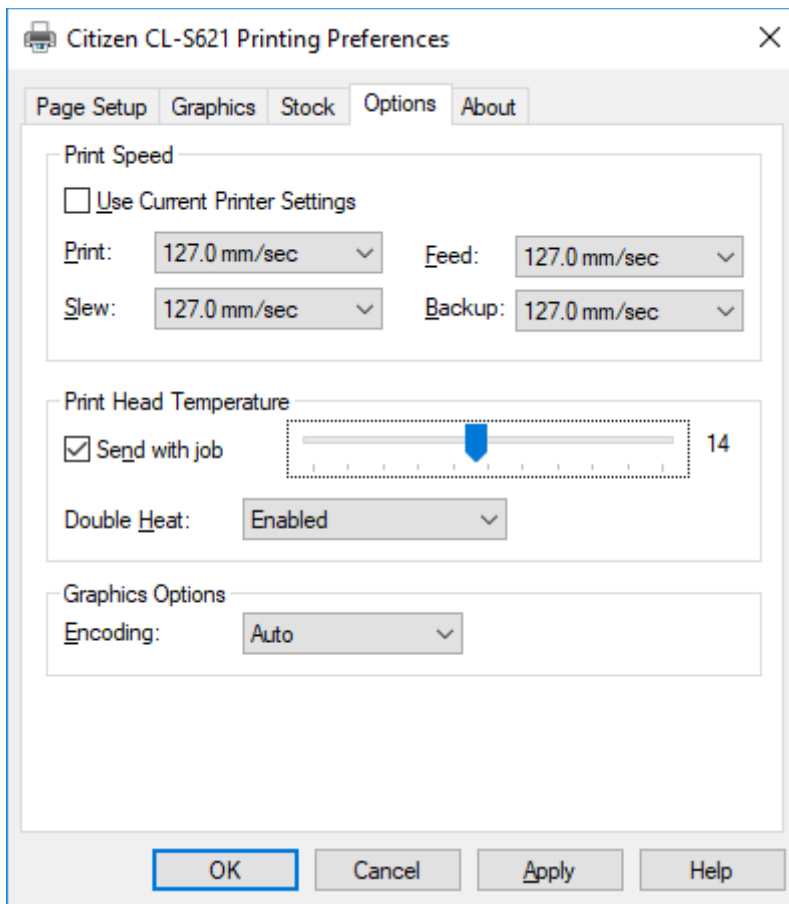 Citizen CL-S621 Printing Preferences
Page Setup Graphics Stock Options About
Print Speed
Use Current Printer Settings
Print: 127.0 mm/sec Feed: 127.0 mm/sec
Slew: 127.0 mm/sec Backup: 127.0 mm/sec
Print Head Temperature
Send with job 14
Double Heat: Enabled
Graphics Options
Encoding: Auto
OK Cancel Apply Help